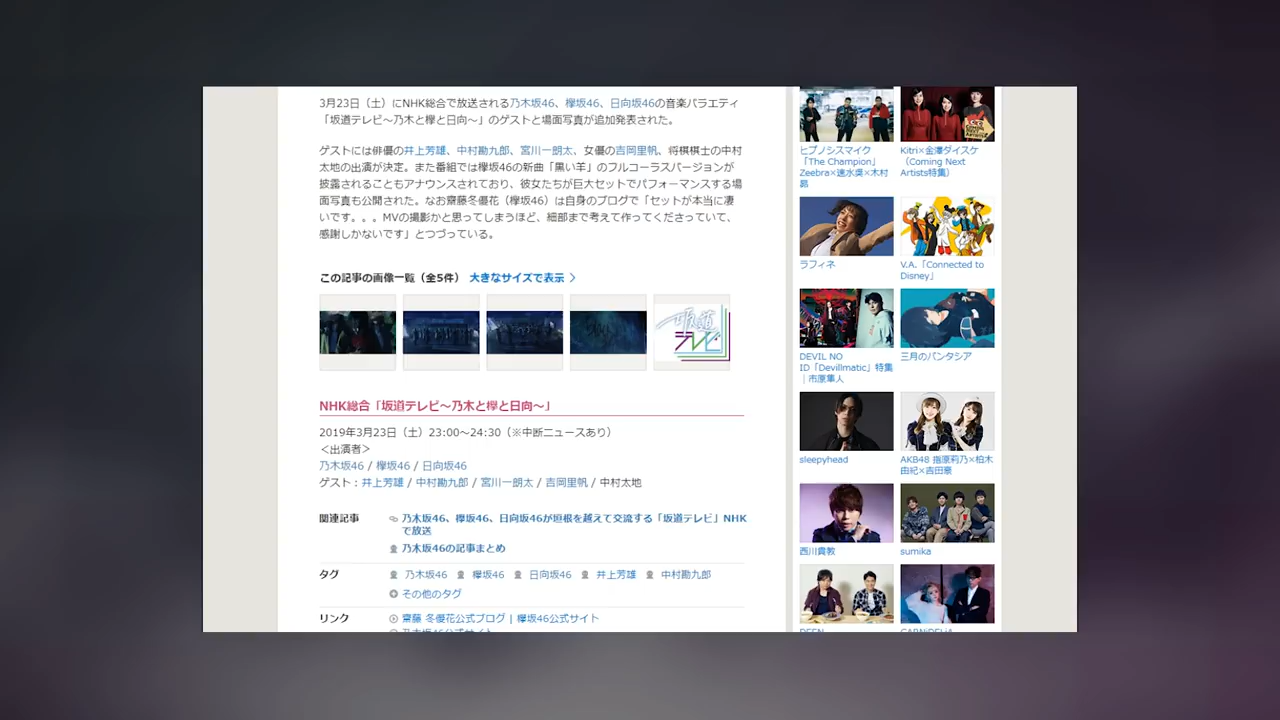 3月23日（土）にNHK総合で放送される乃木坂46、欅坂46、日向坂46の音楽バラエティ
「坂道テレビ～乃木と欅と日向～」のゲストと場面写真が追加発表された。
ゲストには俳優の井上芳雄、中村勘九郎、宮川一朗太、女優の吉岡里帆、将棋棋士の中村
太地の出演が決定。また番組では欅坂46の新曲「黒い羊」のフルコーラスバージョンが
披露されることもアナウンスされており、彼女たちが巨大セットでパフォーマンスする場
面写真も公開された。なお齋藤冬優花（欅坂46）は自身のブログで「セットが本当に凄
いです。。。MVの撮影かと思ってしまうほど、細部まで考えて作ってくださっていて、
感謝しかないです」とつづっている。
この記事の画像一覧（全5件） 大きなサイズで表示
坂道
テレビ
NHK総合「坂道テレビ～乃木と欅と日向～」
2019年3月23日（土）23:00～24:30（※中断ニュースあり）
＜出演者＞
乃木坂46 / 欅坂46 / 日向坂46
ゲスト：井上芳雄 / 中村勘九郎 / 宮川一朗太 / 吉岡里帆 / 中村太地
関連記事
乃木坂46、欅坂46、日向坂46が垣根を越えて交流する「坂道テレビ」NHK
で放送
乃木坂46の記事まとめ
タグ 乃木坂46 欅坂46 日向坂46 井上芳雄 中村勘九郎
その他のタグ
リンク 齋藤 冬優花公式ブログ | 欅坂46公式サイト
乃木坂46公式サイト
ヒプノシスマイク
「The Champion」
Zeebra×速水奨×木村
昴
Kitri×金澤ダイスケ
（Coming Next
Artists特集）
ラフィネ
V.A.「Connected to
Disney」
DEVIL NO
ID「Devillmatic」特集
｜市原隼人
三月のパンタシア
sleepyhead
AKB48 指原莉乃×柏木
由紀×吉田豪
西川貴教
sumika
DEEN
GARNiDELiA